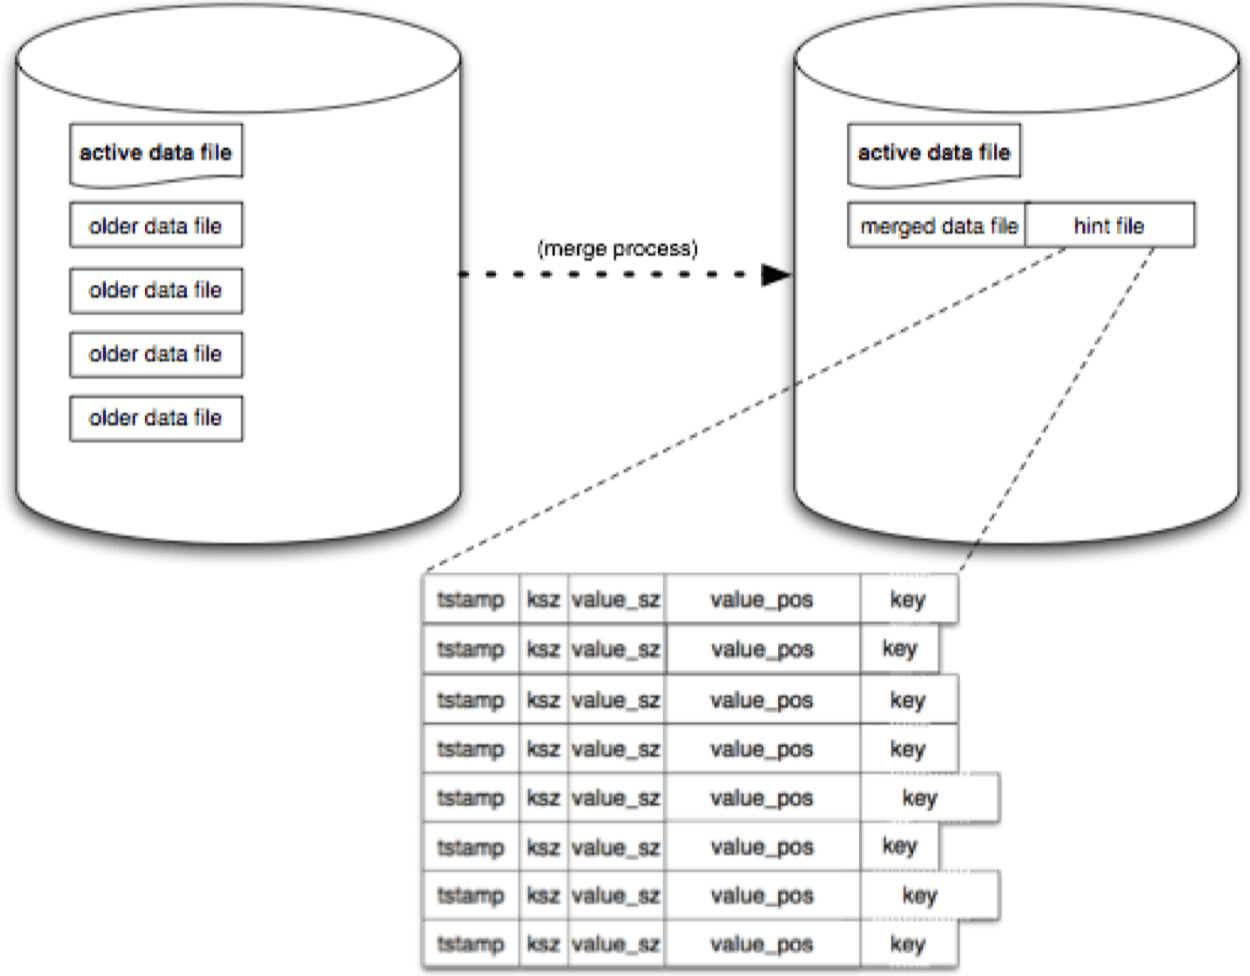 active data file
older data file
older data file
older data file
older data file
(merge process)
active data file
merged data file hint file
tstamp ksz value_sz value_pos key
tstamp ksz value_sz value_pos key
tstamp ksz value_sz value_pos key
tstamp ksz value_sz value_pos key
tstamp ksz value_sz value_pos key
tstamp ksz value_sz value_pos key
tstamp ksz value_sz value_pos key
tstamp ksz value_sz value_pos key